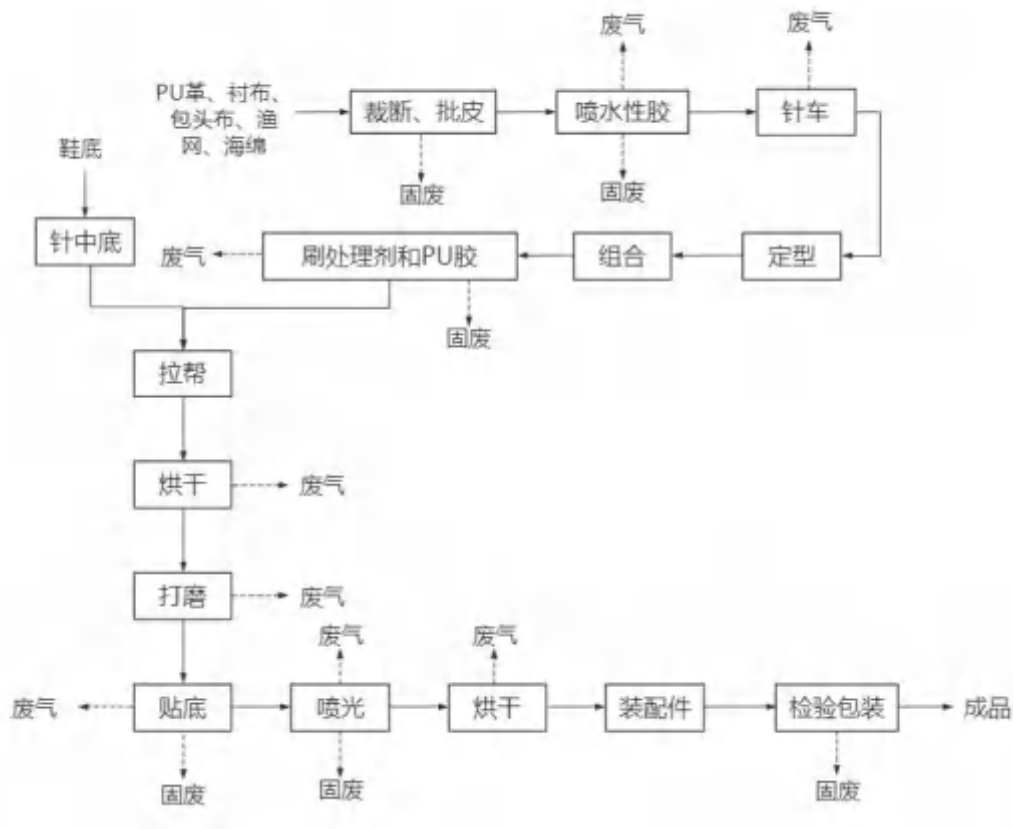 废气
废气
PU革、衬布、
包头布、渔
网、海绵
裁断、批皮
喷水性胶
针车
鞋底
固废
固废
针中底
废气
刷处理剂和PU胶
组合
定型
固废
拉帮
烘干
废气
打磨
废气
废气
废气
废气
贴底
喷光
烘干
装配件
检验包装
成品
固废
固废
固废